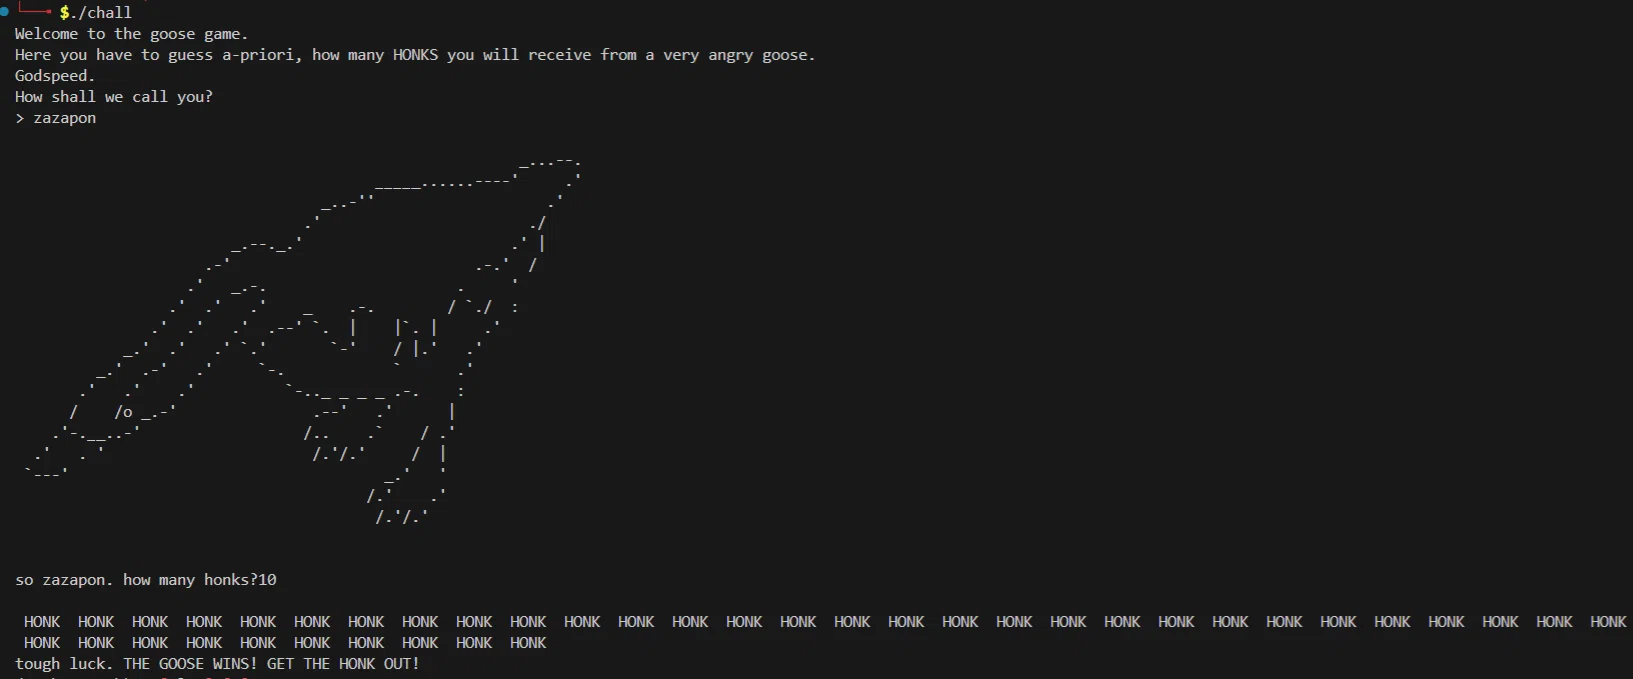 $./chall
Welcome to the goose game.
Here you have to guess a-priori, how many HONKS you will receive from a very angry goose.
Godspeed.
How shall we call you?
> zazapon
so zazapon. how many honks?10
HONK HONK HONK HONK HONK HONK HONK HONK HONK HONK HONK HONK HONK HONK HONK HONK HONK HONK HONK HONK HONK HONK HONK HONK HONK HONK HONK HONK HONK HONK
HONK HONK HONK HONK HONK HONK HONK HONK HONK HONK
tough luck. THE GOOSE WINS! GET THE HONK OUT!